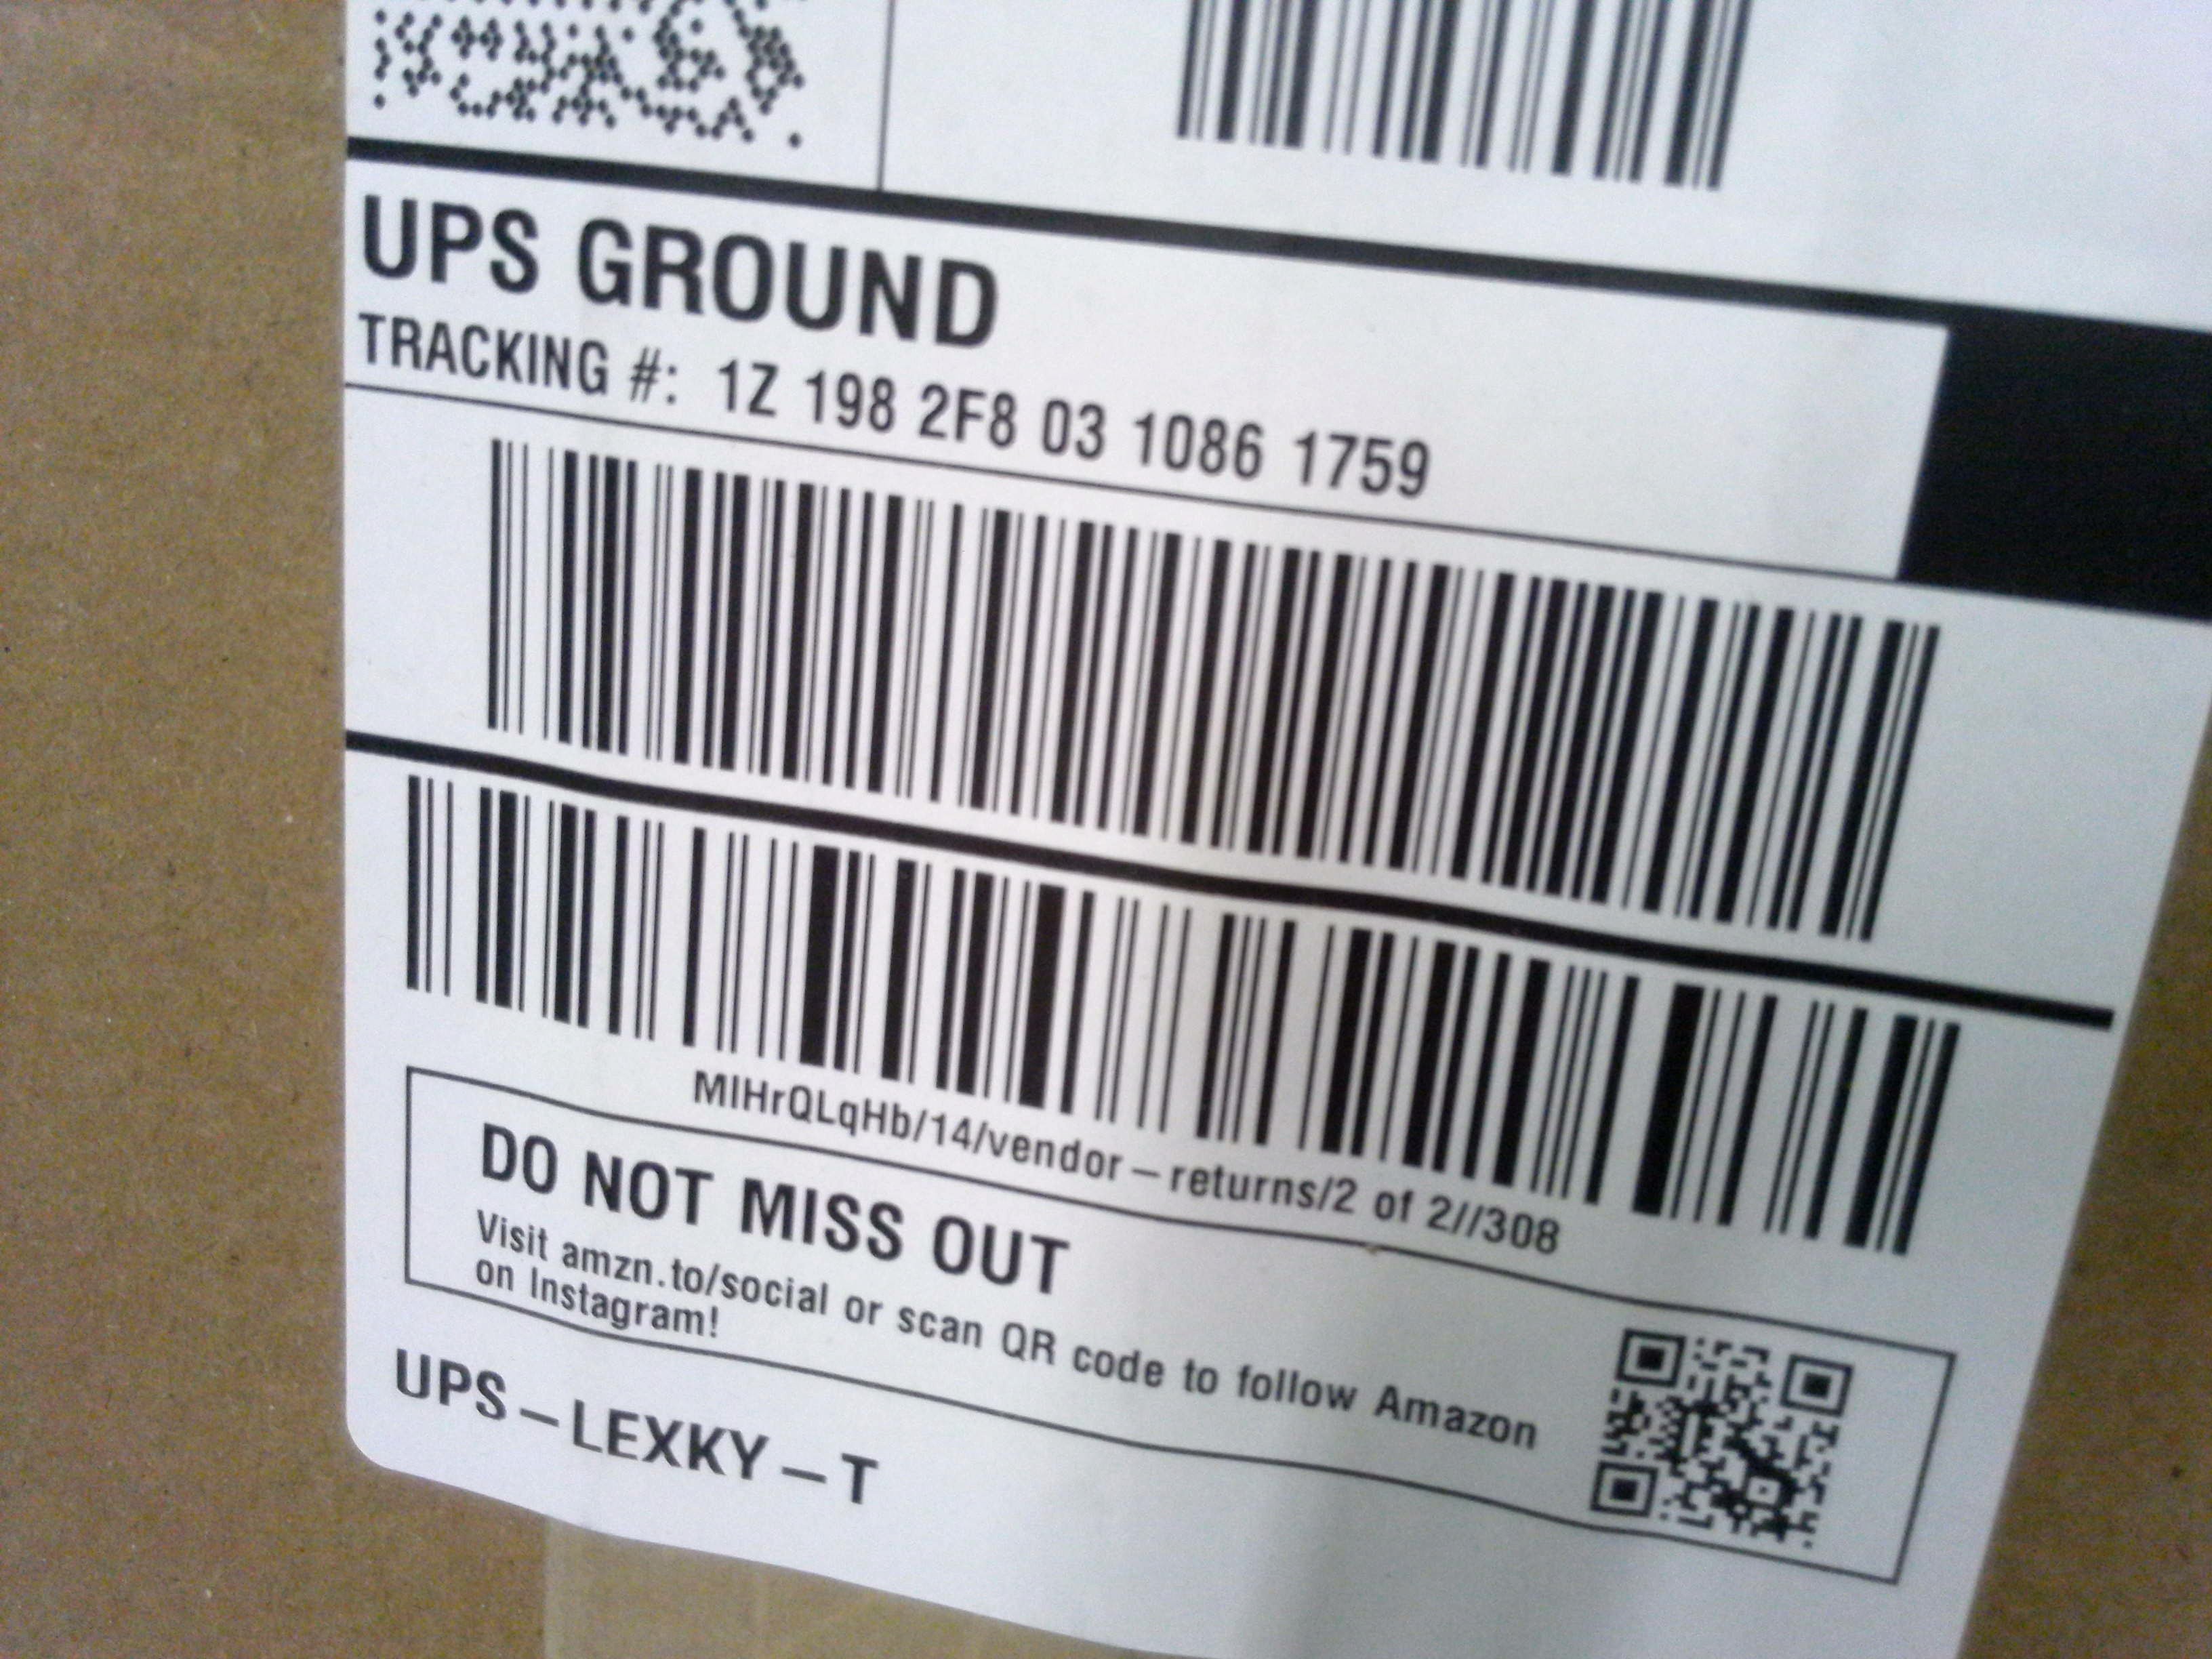 UPS GROUND
TRACKING #: 1Z 198 2F8 03 1086 1759
MIHrQLqHb/14/vendor-returns/2 of 2//308
DO NOT MISS OUT
Visit amzn.to/social or scan QR code to follow Amazon
on Instagram!
UPS-LEXKY-T